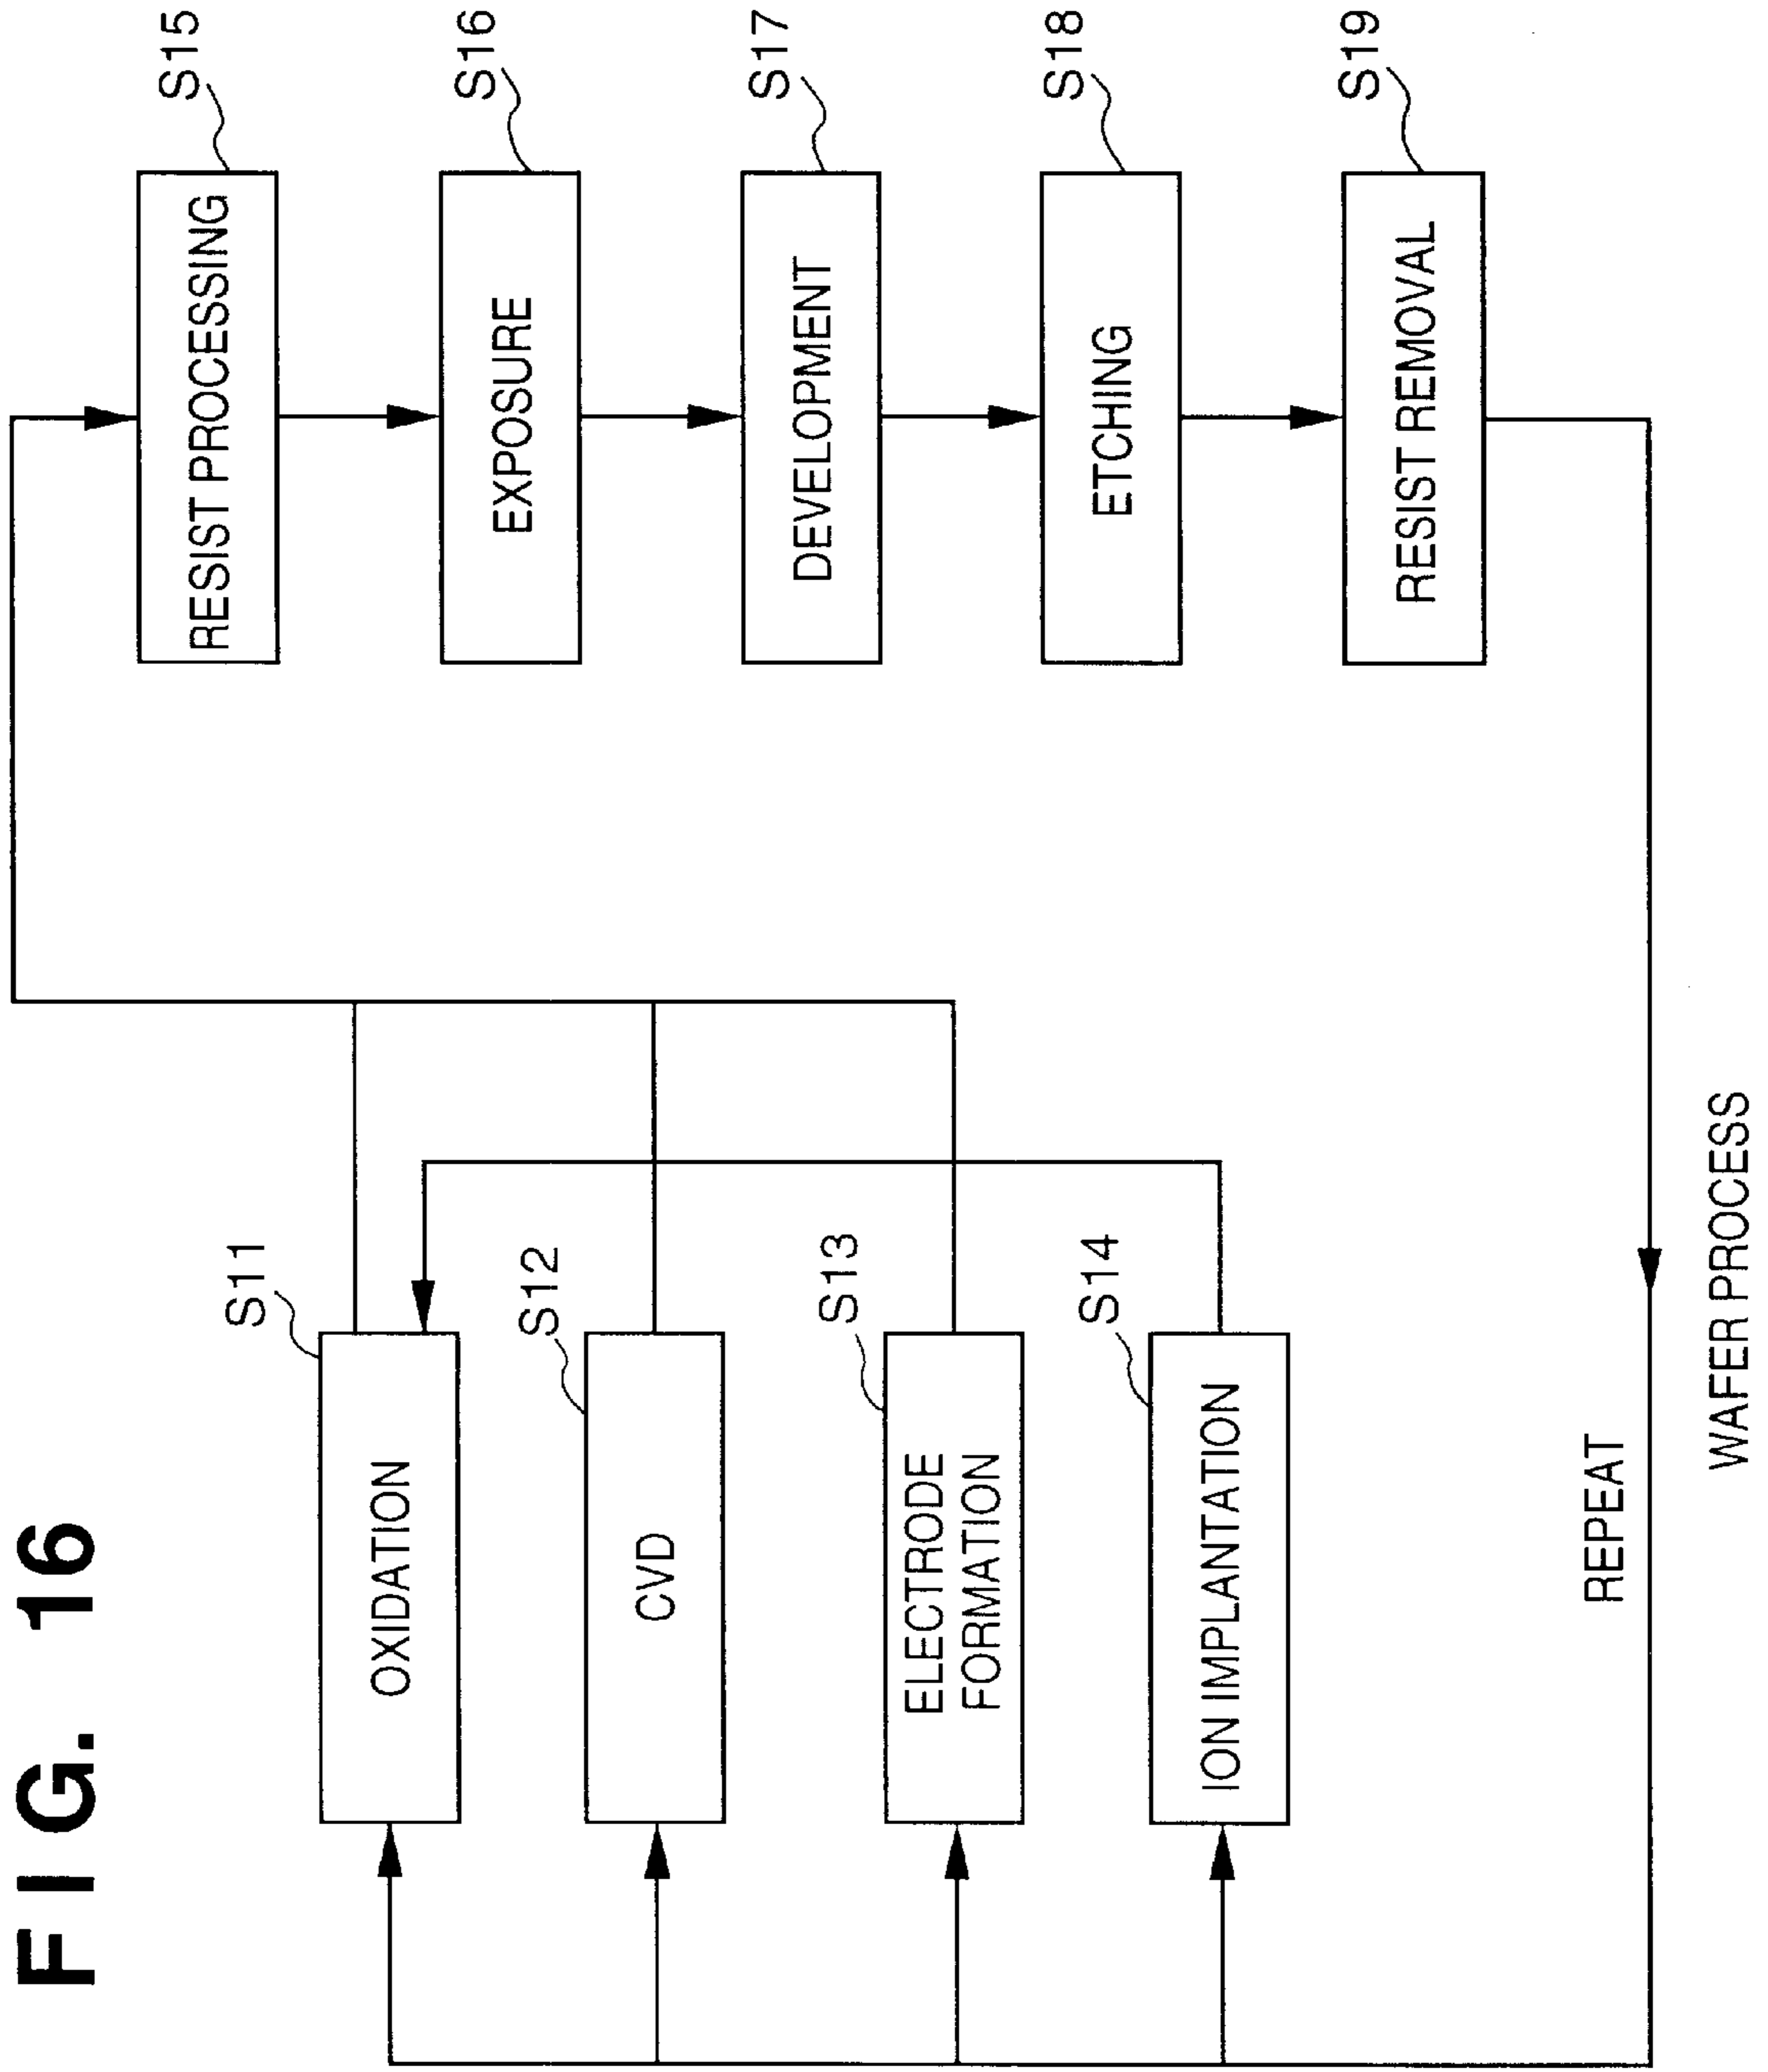 FIG. 16
S11
OXIDATION
S12
CVD
S13
ELECTRODE
FORMATION
S14
ION IMPLANTATION
S15
RESIST PROCESSING
S16
EXPOSURE
S17
DEVELOPMENT
S18
ETCHING
S19
RESIST REMOVAL
REPEAT
WAFER PROCESS